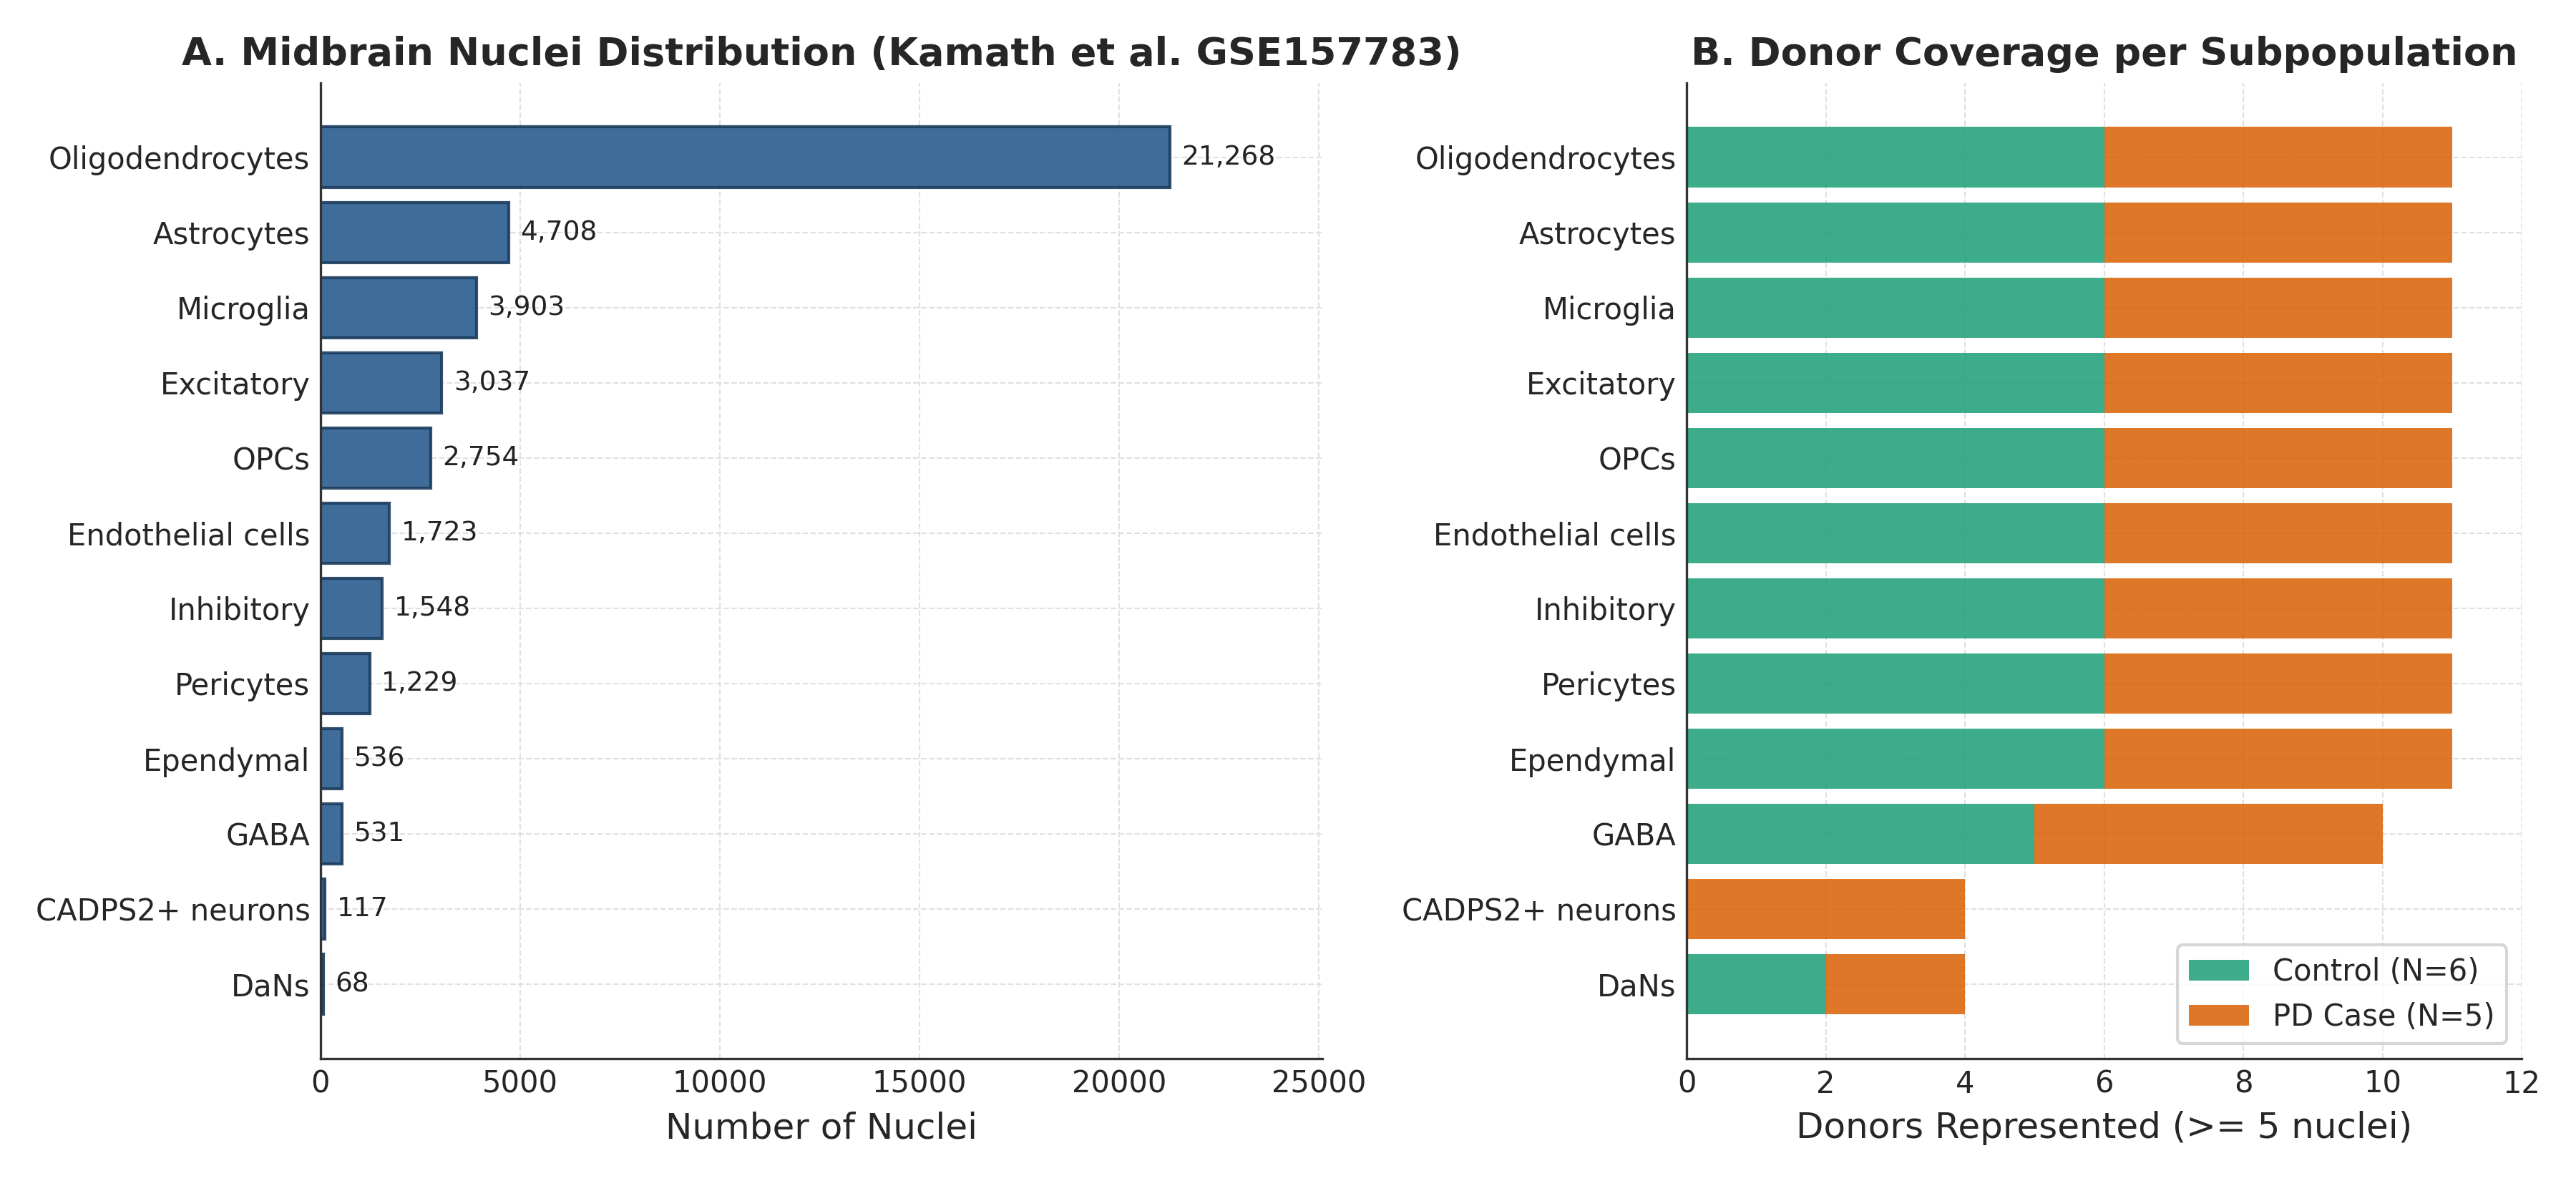 A. Midbrain Nuclei Distribution (Kamath et al. GSE157783)
Oligodendrocytes 21,268
Astrocytes 4,708
Microglia 3,903
Excitatory 3,037
OPCs 2,754
Endothelial cells 1,723
Inhibitory 1,548
Pericytes 1,229
Ependymal 536
GABA 531
CADPS2+ neurons 117
DaNs 68
0 5000 10000 15000 20000 25000
Number of Nuclei
B. Donor Coverage per Subpopulation
Oligodendrocytes
Astrocytes
Microglia
Excitatory
OPCs
Endothelial cells
Inhibitory
Pericytes
Ependymal
GABA
CADPS2+ neurons
DaNs
Control (N=6)
PD Case (N=5)
0 2 4 6 8 10 12
Donors Represented (>= 5 nuclei)